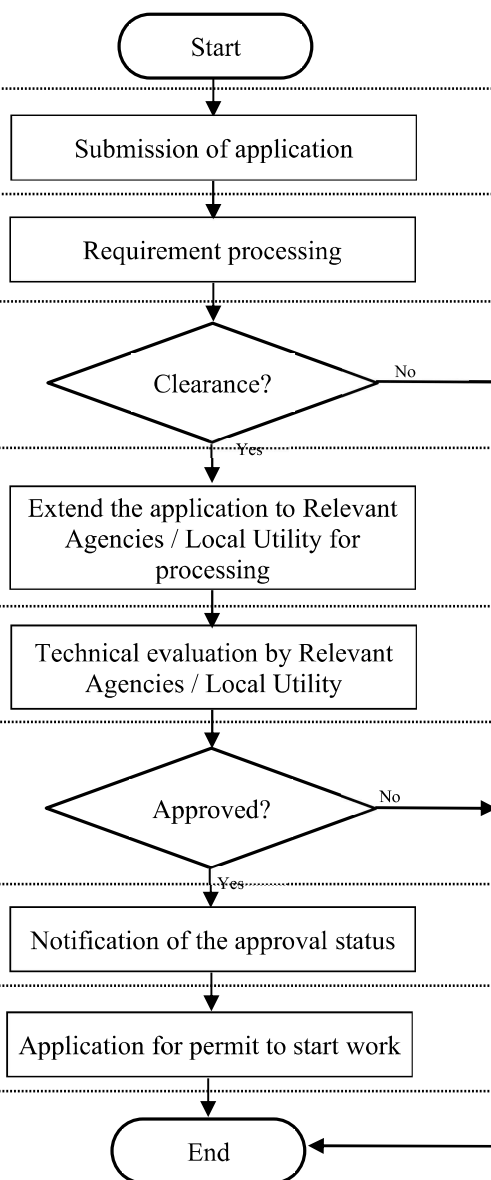 Start
Submission of application
Requirement processing
Clearance?
No
Yes
Extend the application to Relevant
Agencies / Local Utility for
processing
Technical evaluation by Relevant
Agencies / Local Utility
Approved?
No
Yes
Notification of the approval status
Application for permit to start work
End